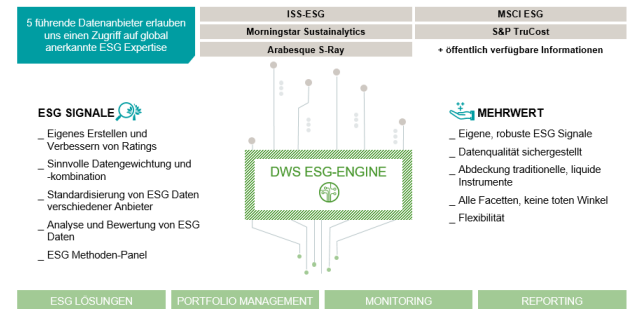 5 führende Datenanbieter erlauben
uns einen Zugriff auf global
anerkannte ESG Expertise
ISS-ESG
MSCI ESG
Morningstar Sustainalytics
S&P TruCost
Arabesque S-Ray
+ öffentlich verfügbare Informationen
ESG SIGNALE
_ Eigenes Erstellen und
Verbessern von Ratings
_ Sinnvolle Datengewichtung und
-kombination
_ Standardisierung von ESG Daten
verschiedener Anbieter
_ Analyse und Bewertung von ESG
Daten
_ ESG Methoden-Panel
DWS ESG-ENGINE
MEHRWERT
_ Eigene, robuste ESG Signale
_ Datenqualität sichergestellt
_ Abdeckung traditionelle, liquide
Instrumente
_ Alle Facetten, keine toten Winkel
_ Flexibilität
ESG LÖSUNGEN
PORTFOLIO MANAGEMENT
MONITORING
REPORTING